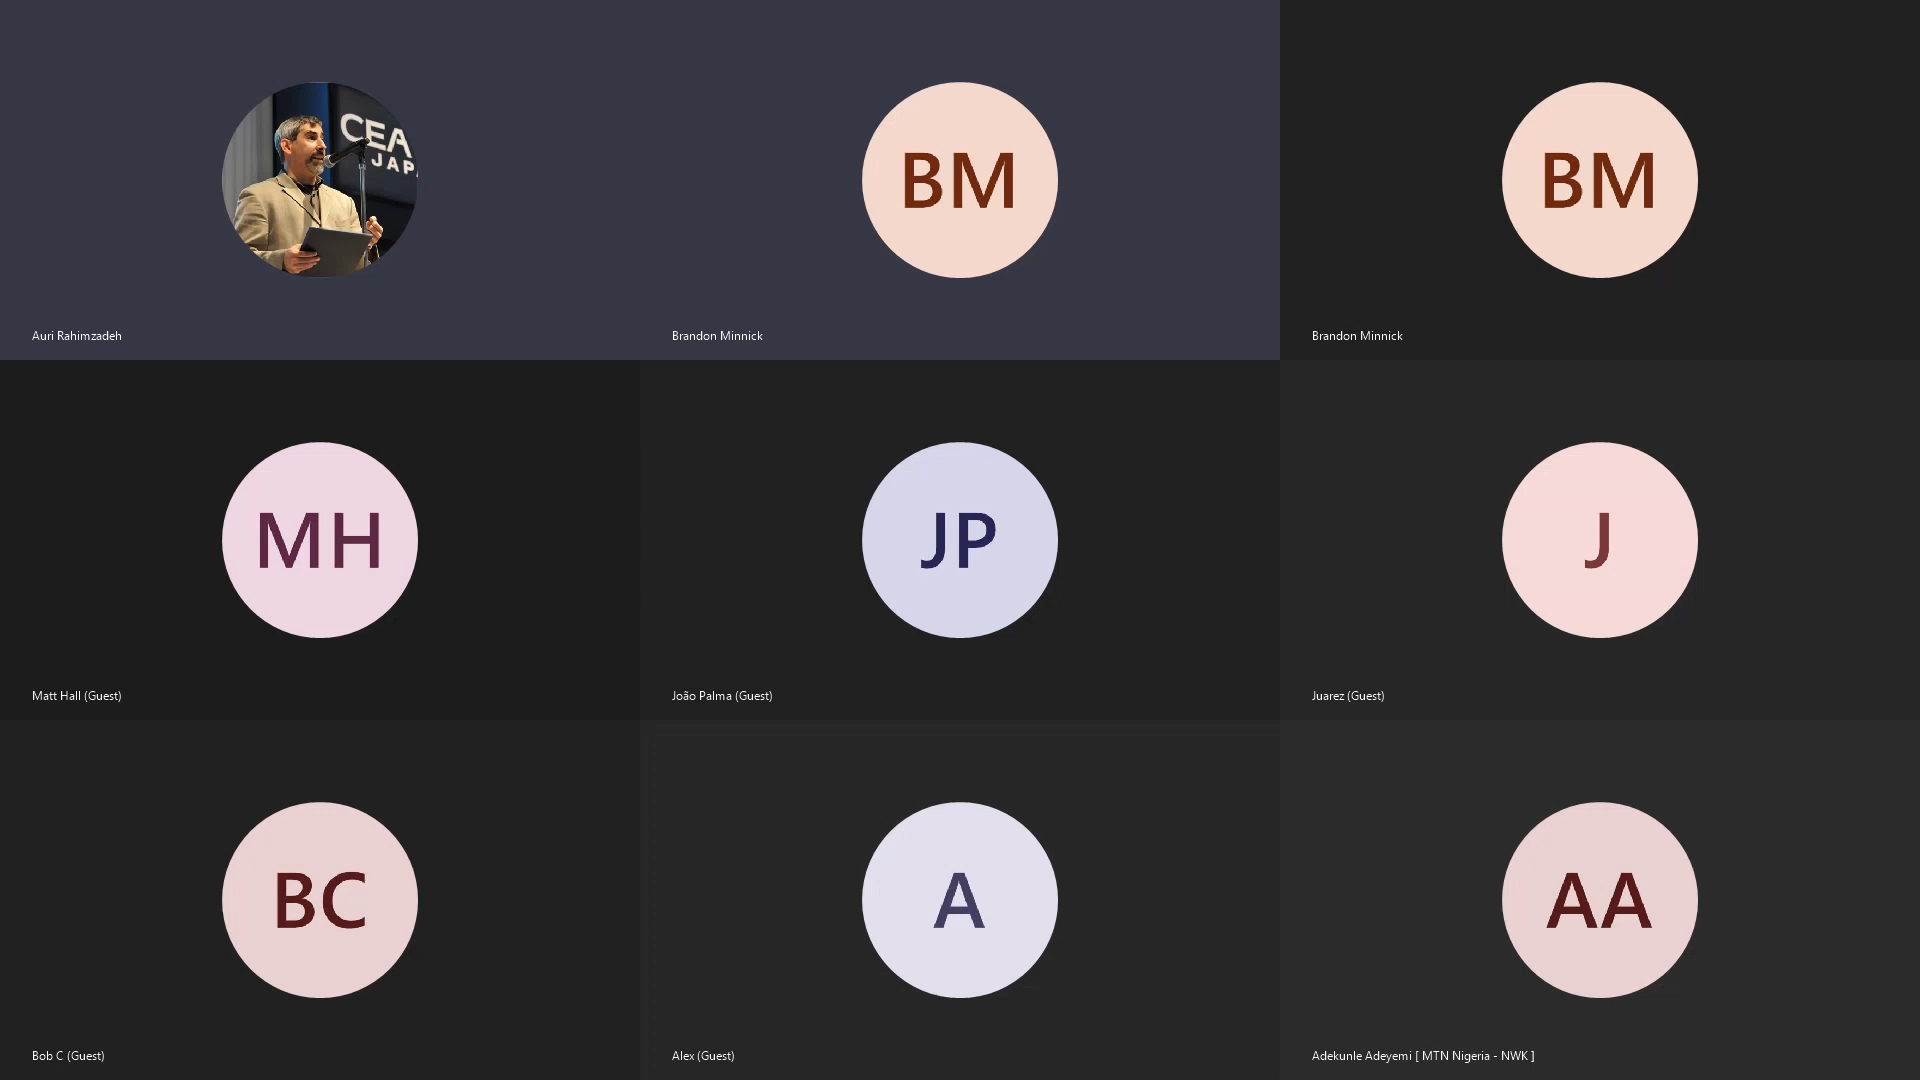 CEA
JAP
Auri Rahimzadeh
BM
Brandon Minnick
BM
Brandon Minnick
MH
Matt Hall (Guest)
JP
João Palma (Guest)
J
Juarez (Guest)
BC
Bob C (Guest)
A
Alex (Guest)
AA
Adekunle Adeyemi [ MTN Nigeria - NWK ]